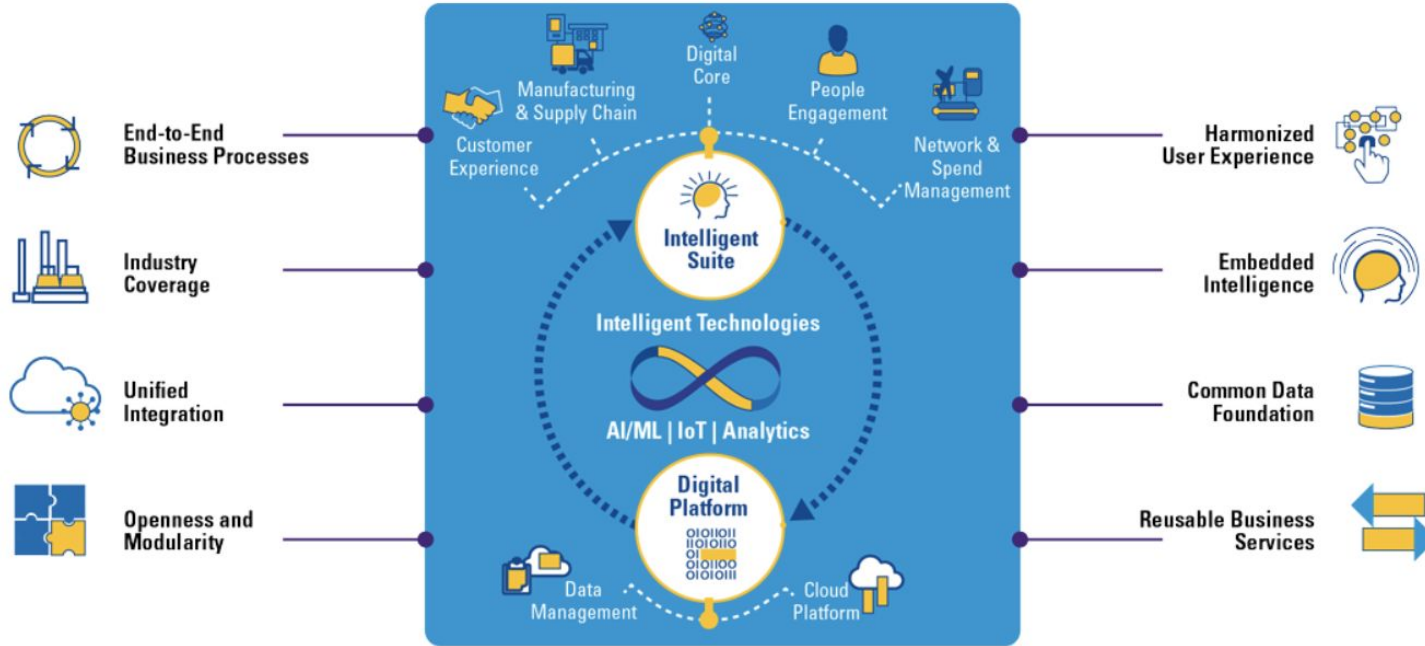 End-to-End
Business Processes
Industry
Coverage
Unified
Integration
Openness and
Modularity
Customer
Experience
Manufacturing
& Supply Chain
Digital
Core
People
Engagement
Network &
Spend
Management
Intelligent
Suite
Intelligent Technologies
AI/ML | IoT | Analytics
Digital
Platform
01011011
11010110
01
0101100
01010111
Data
Management
Cloud
Platform
Harmonized
User Experience
Embedded
Intelligence
Common Data
Foundation
Reusable Business
Services